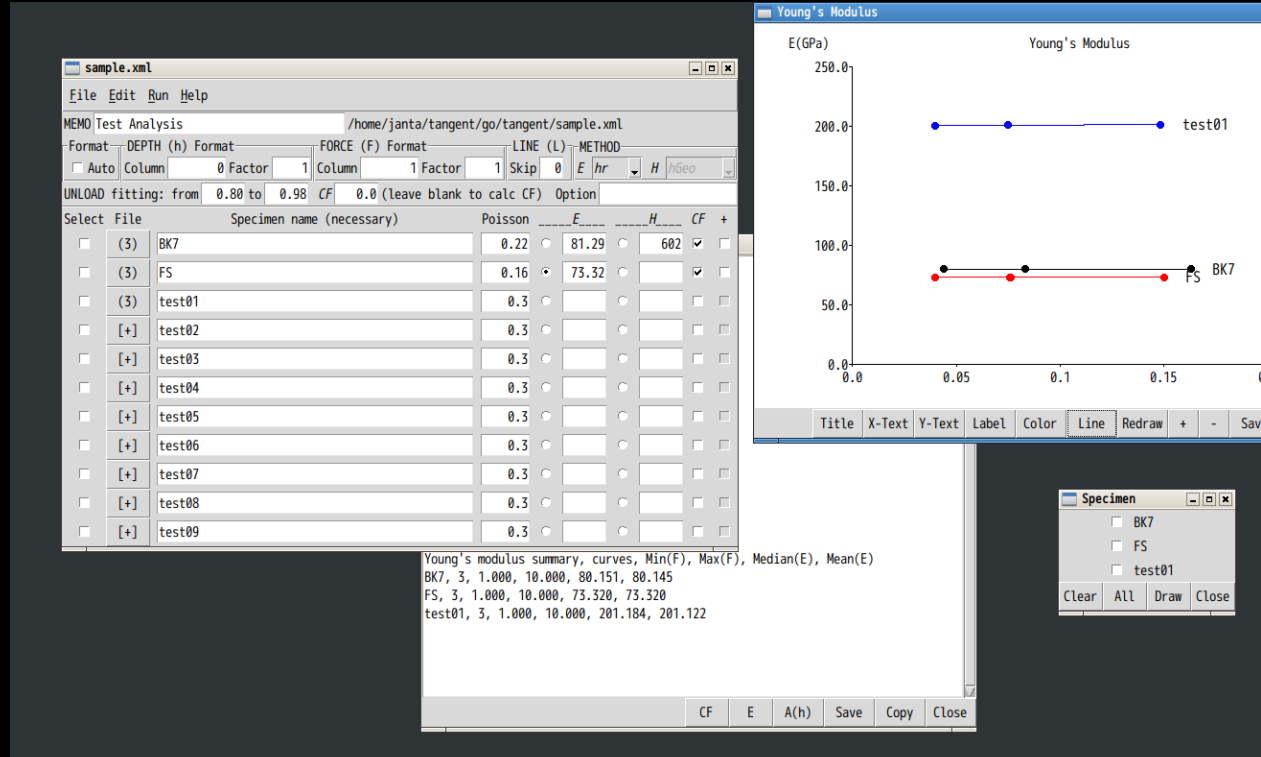 Young's Modulus
E(GPa) Young's Modulus
250.0
200.0
150.0
100.0
50.0
0.0
0.0 0.05 0.1 0.15
test01
BK7
FS
Title X-Text Y-Text Label Color Line Redraw + - Sav
sample.xml
File Edit Run Help
MEMO Test Analysis /home/janta/tangent/go/tangent/sample.xml
Format DEPTH (h) Format FORCE (F) Format LINE (L) METHOD
Auto Column 0 Factor 1 Column 1 Factor 1 Skip 0 E hr H hGeo
UNLOAD fitting: from 0.80 to 0.98 CF 0.0 (leave blank to calc CF) Option
Select File Specimen name (necessary) Poisson _____E____ _____H____ CF +
(3) BK7 0.22 81.29 602
(3) FS 0.16 73.32
(3) test01 0.3
[+] test02 0.3
[+] test03 0.3
[+] test04 0.3
[+] test05 0.3
[+] test06 0.3
[+] test07 0.3
[+] test08 0.3
[+] test09 0.3
Young's modulus summary, curves, Min(F), Max(F), Median(E), Mean(E)
BK7, 3, 1.000, 10.000, 80.151, 80.145
FS, 3, 1.000, 10.000, 73.320, 73.320
test01, 3, 1.000, 10.000, 201.184, 201.122
CF E A(h) Save Copy Close
Specimen
BK7
FS
test01
Clear All Draw Close